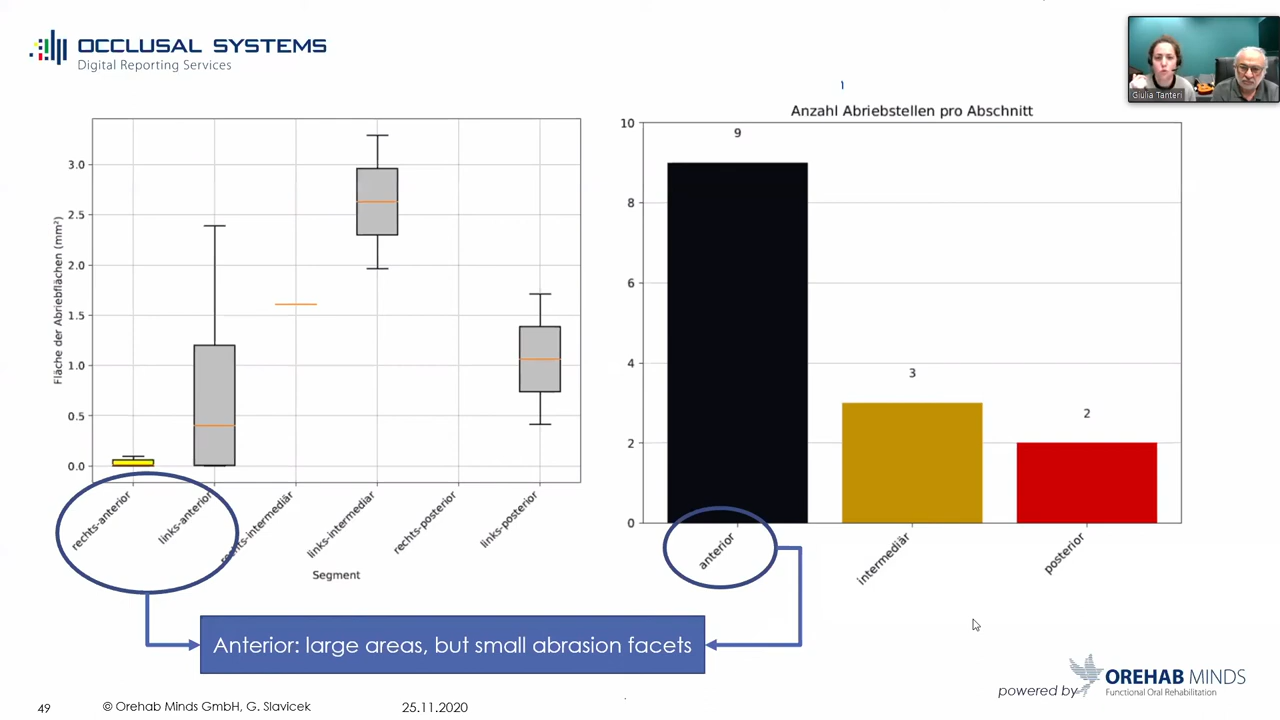 OCCLUSAL SYSTEMS
Digital Reporting Services
Giulia Tanteri
Fläche der Abriebflächen (mm²)
3.0
2.5
2.0
1.5
1.0
0.5
0.0
rechts-anterior
links-anterior
rechts-intermediär
links-intermediär
rechts-posterior
links-posterior
Segment
Anzahl Abriebstellen pro Abschnitt
10
8
6
4
2
0
9
3
2
anterior
intermediär
posterior
Anterior: large areas, but small abrasion facets
powered by
OREHAB MINDS
Functional Oral Rehabilitation
49
© Orehab Minds GmbH, G. Slavicek
25.11.2020